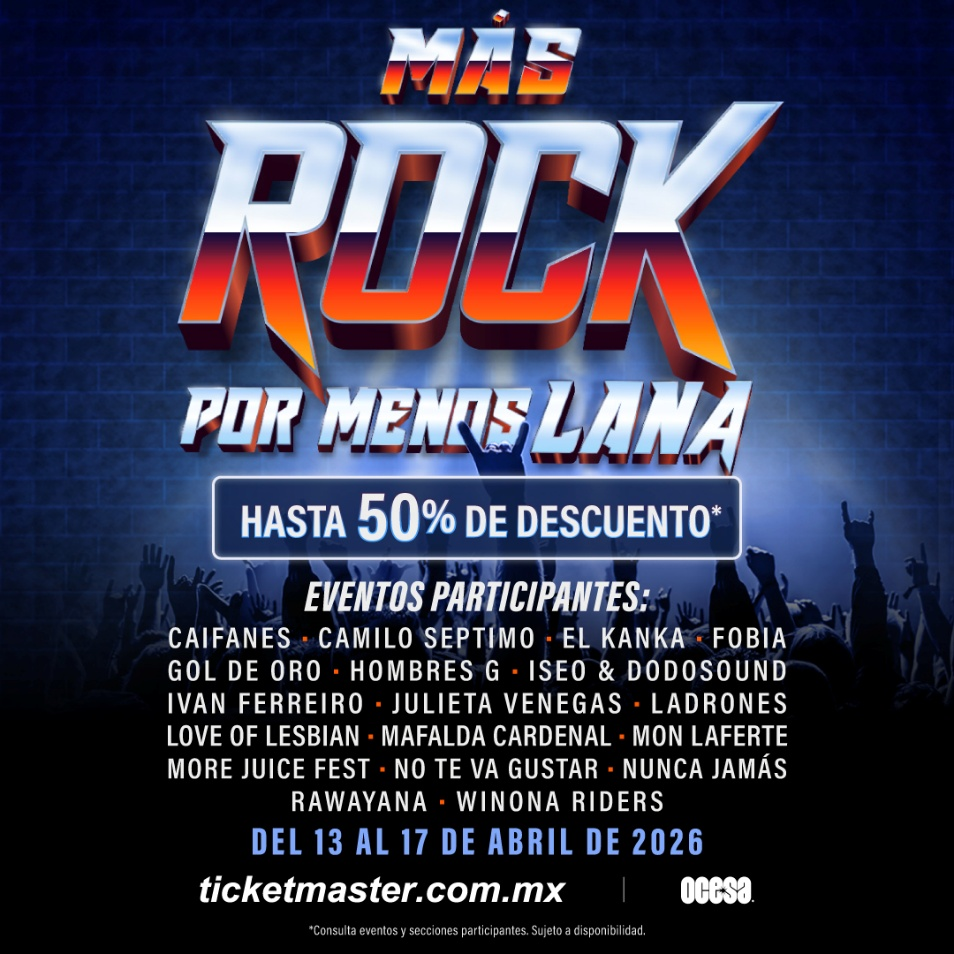 MÁS
ROCK
POR MENOS LANA
HASTA 50% DE DESCUENTO*
EVENTOS PARTICIPANTES:
CAIFANES · CAMILO SEPTIMO · EL KANKA · FOBIA
GOL DE ORO · HOMBRES G · ISEO & DODOSOUND
IVAN FERREIRO · JULIETA VENEGAS · LADRONES
LOVE OF LESBIAN · MAFALDA CARDENAL · MON LAFERTE
MORE JUICE FEST · NO TE VA GUSTAR · NUNCA JAMÁS
RAWAYANA · WINONA RIDERS
DEL 13 AL 17 DE ABRIL DE 2026
ticketmaster.com.mx | ocesa
*Consulta eventos y secciones participantes. Sujeto a disponibilidad.